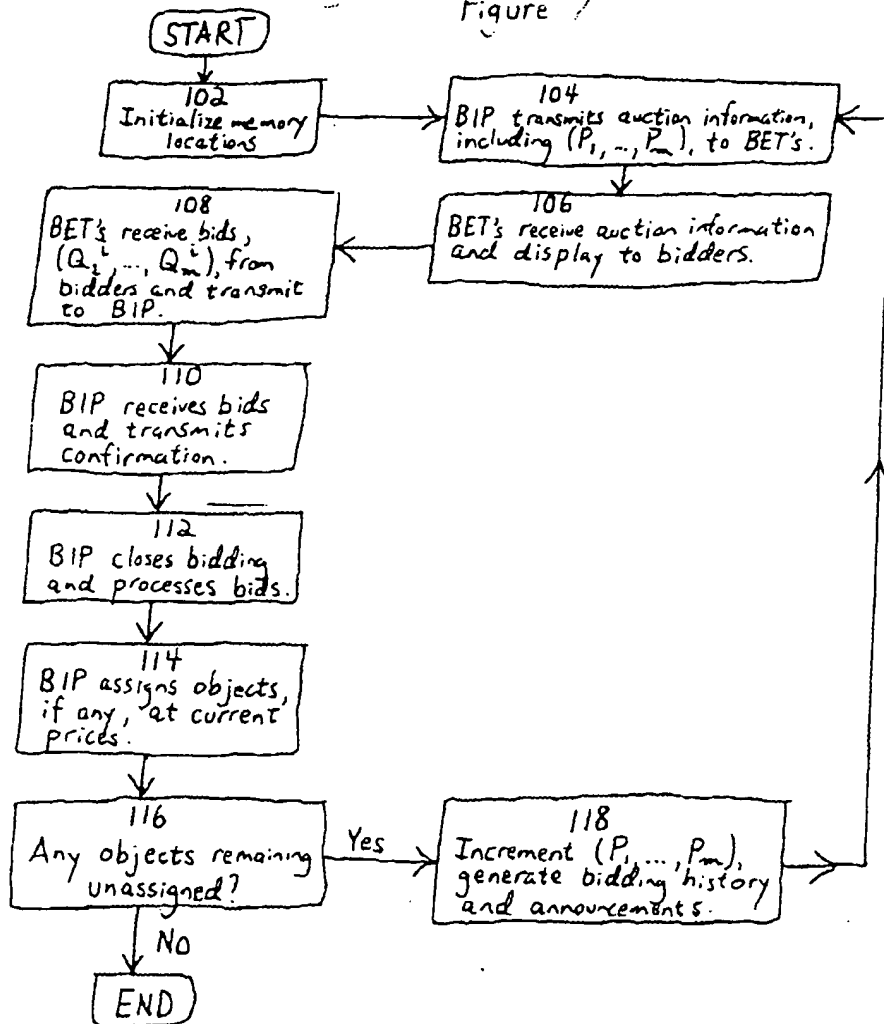 Figure 1
START
102
Initialize memory
locations
104
BIP transmits auction information,
including (P₁, ..., Pₘ), to BET's.
106
BET's receive auction information
and display to bidders.
108
BET's receive bids,
(Q₁ⁱ, ..., Qₘⁱ), from
bidders and transmit
to BIP.
110
BIP receives bids
and transmits
confirmation.
112
BIP closes bidding
and processes bids.
114
BIP assigns objects,
if any, at current
prices.
116
Any objects remaining
unassigned?
Yes
118
Increment (P₁, ..., Pₘ),
generate bidding history
and announcements.
NO
END